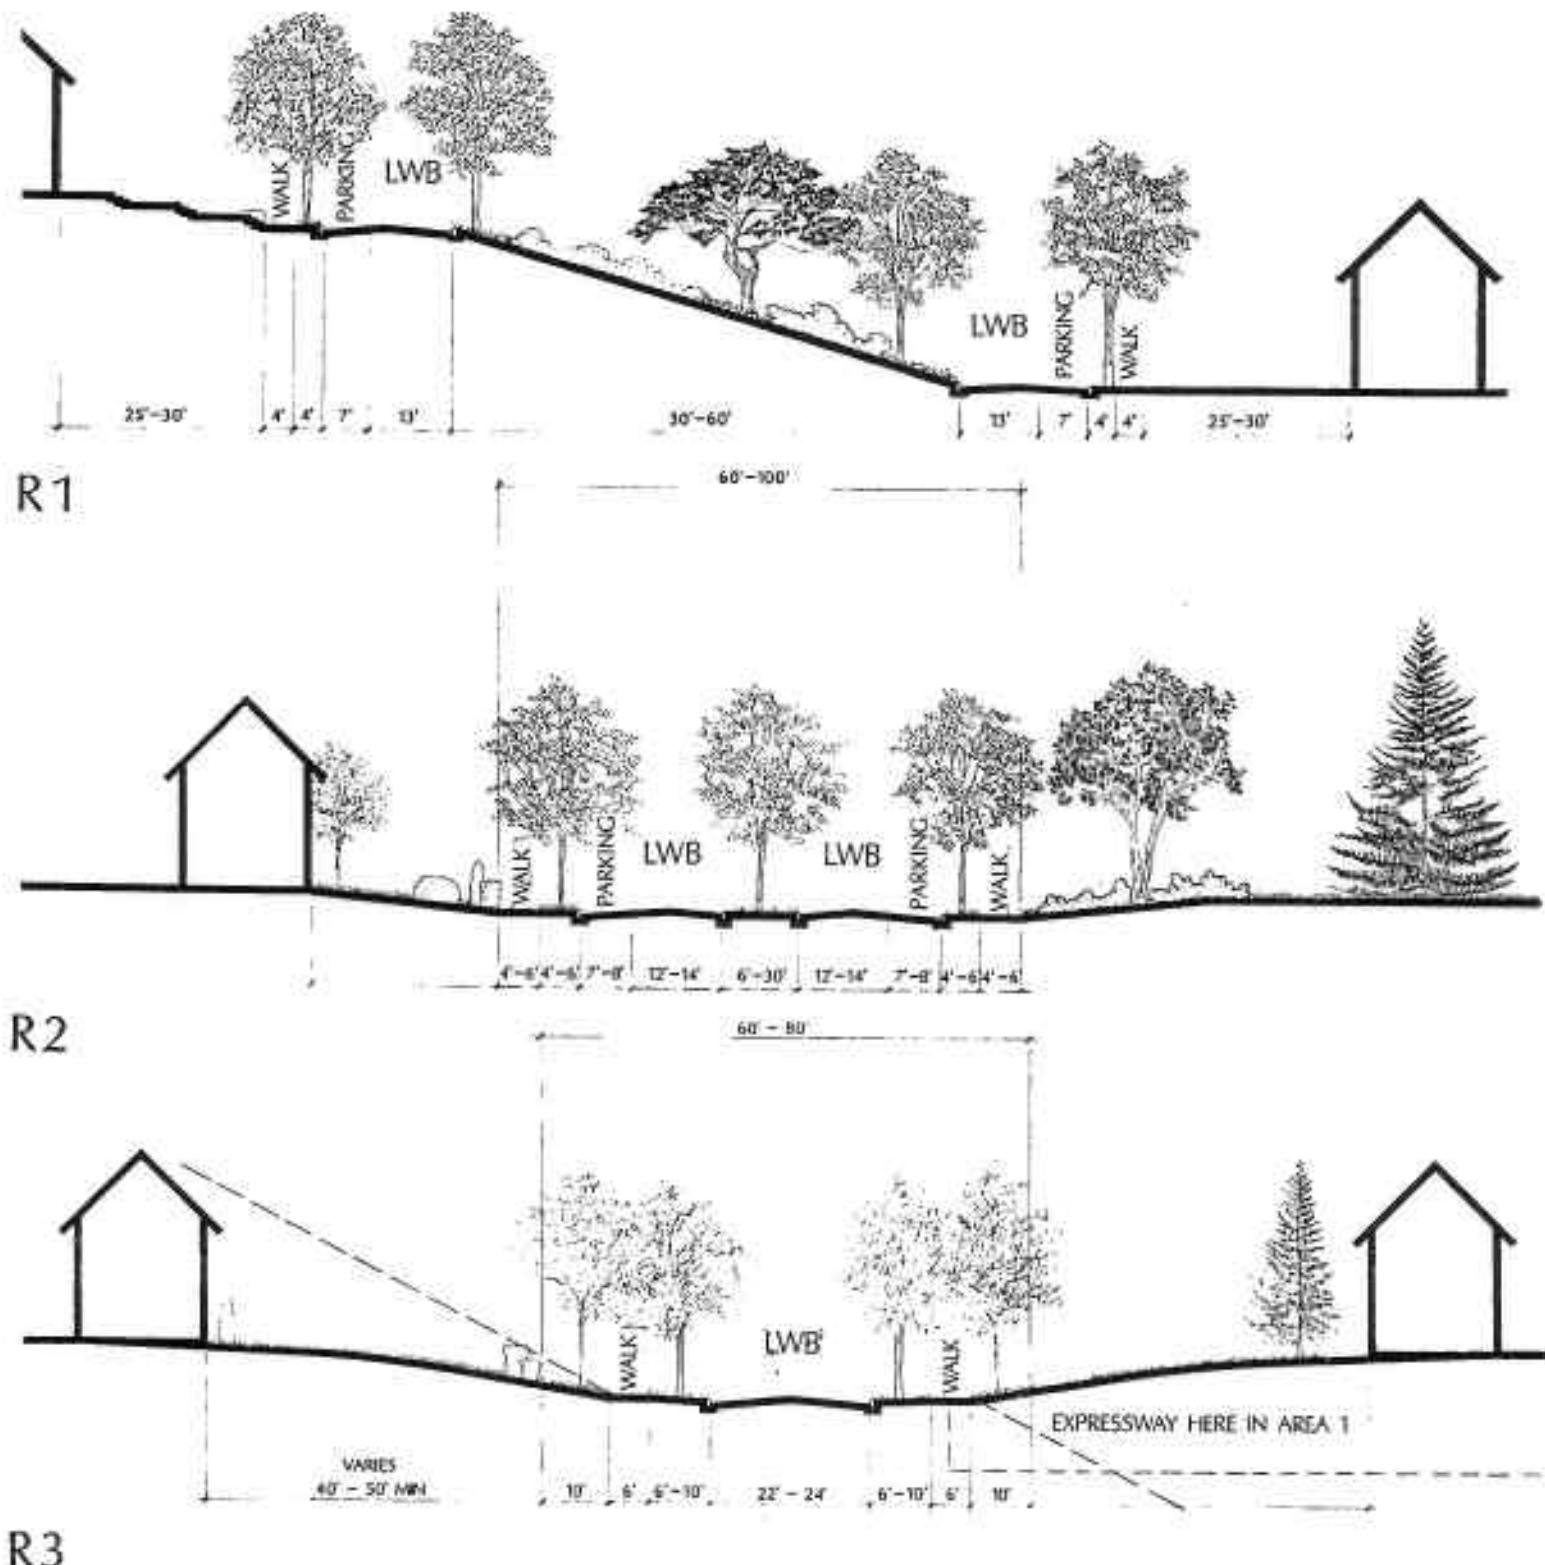 WALK
PARKING
LWB
LWB
PARKING
WALK
25'-30' 4' 4' 7' 13' 30'-60' 13' 7' 4' 4' 25'-30'
R1
60'-100'
WALK
PARKING
LWB
LWB
PARKING
WALK
4'-6' 4'-6' 7'-8' 12'-14' 6'-30' 12'-14' 7'-8' 4'-6 4'-6
R2
60' - 80'
WALK
LWB
WALK
EXPRESSWAY HERE IN AREA 1
VARIES
40' - 50' MIN 10' 6' 6'-10' 22' - 24' 6'-10' 6' 10'
R3